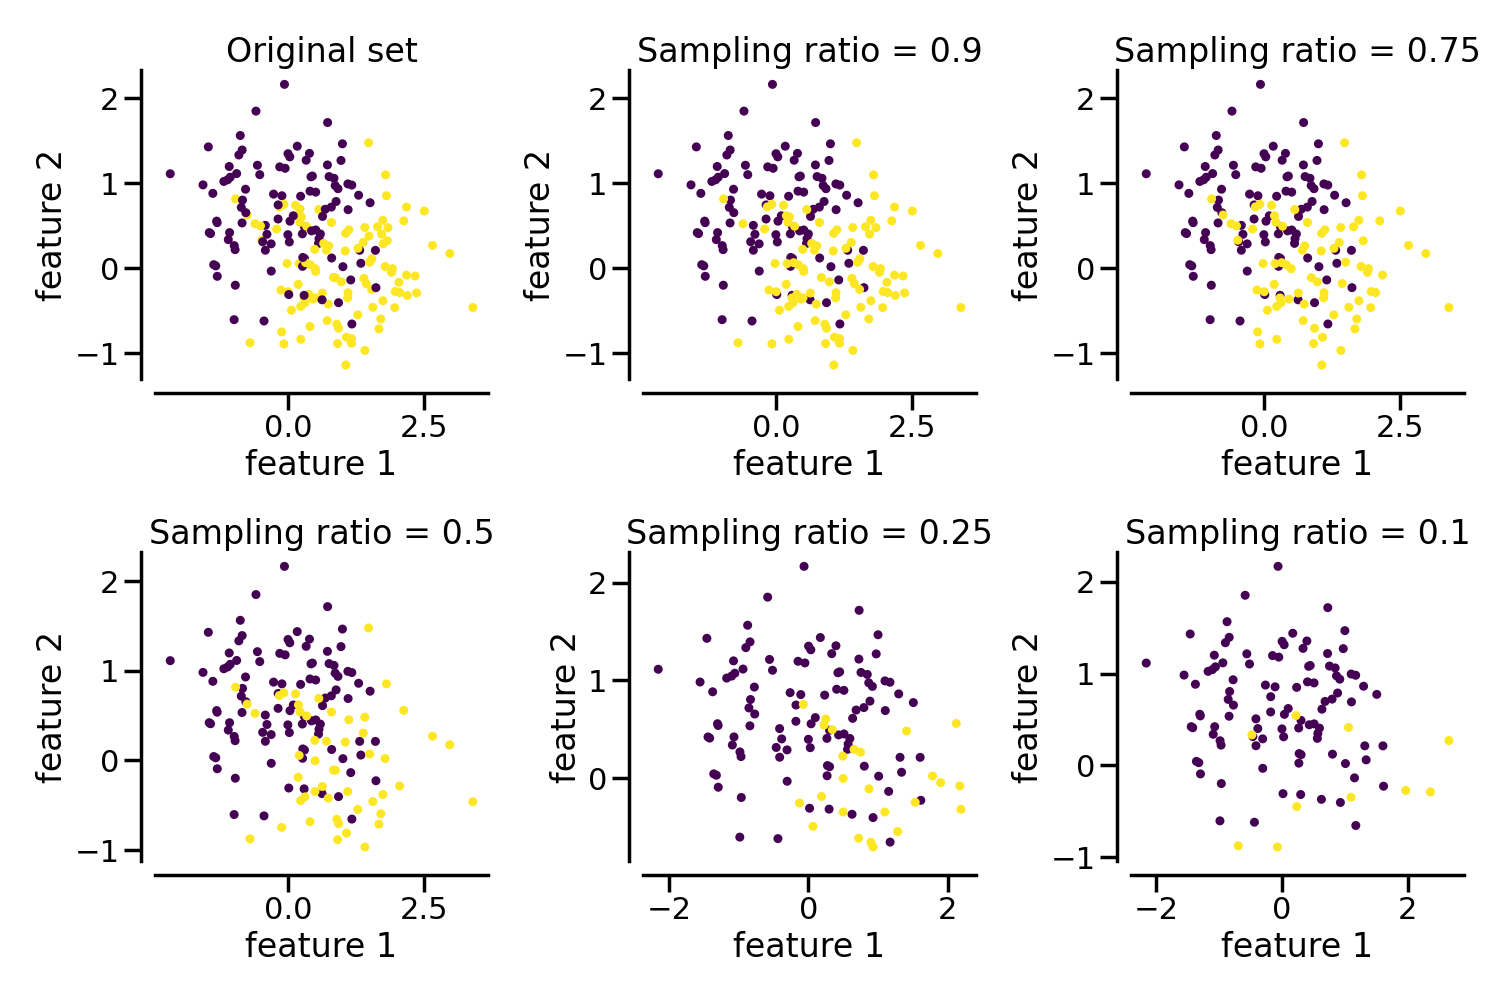 Original set
Sampling ratio = 0.9
Sampling ratio = 0.75
2
1
0
−1
feature 2
0.0
2.5
feature 1
2
1
0
−1
feature 2
0.0
2.5
feature 1
2
1
0
−1
feature 2
0.0
2.5
feature 1
Sampling ratio = 0.5
Sampling ratio = 0.25
Sampling ratio = 0.1
2
1
0
−1
feature 2
0.0
2.5
feature 1
2
1
0
feature 2
−2
0
2
feature 1
2
1
0
−1
feature 2
−2
0
2
feature 1